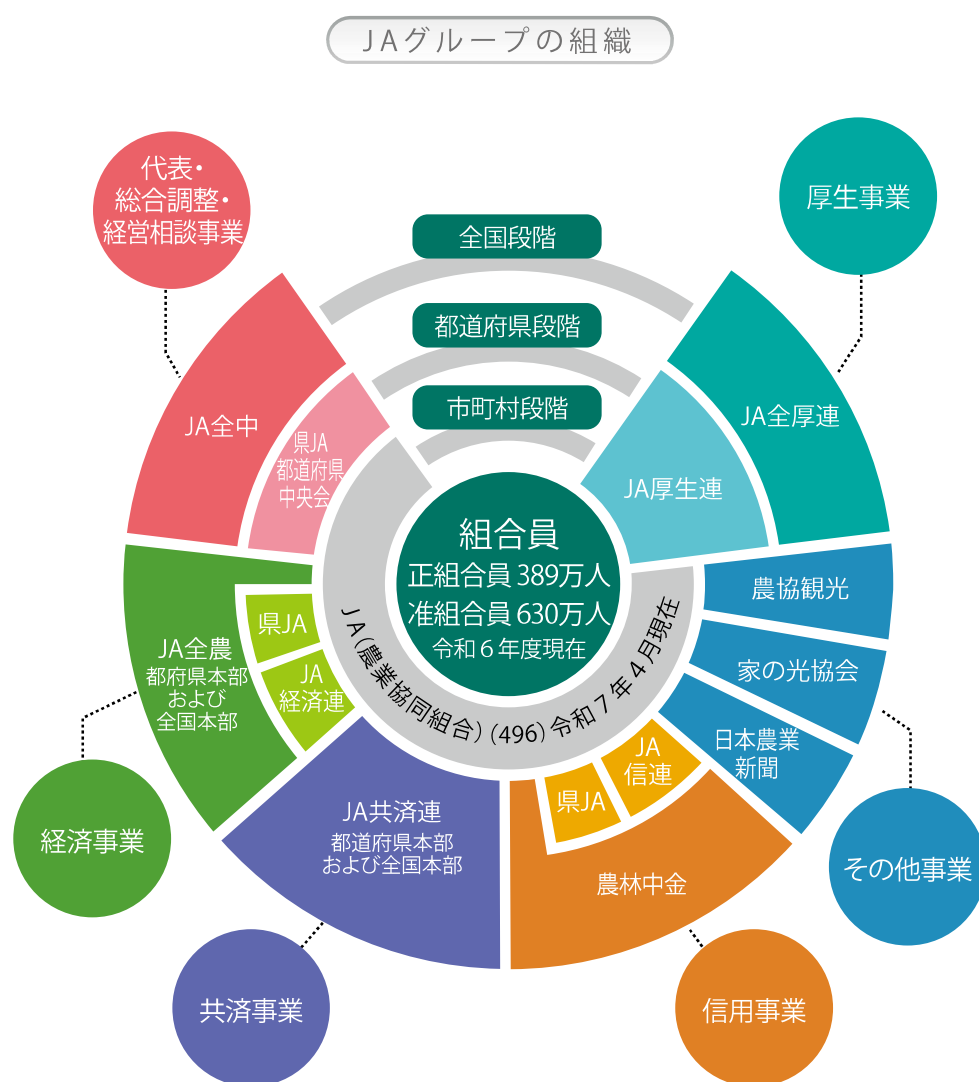 JAグループの組織
代表・
総合調整・
経営相談事業
厚生事業
全国段階
都道府県段階
市町村段階
JA全中
県JA
都道府県
中央会
JA全厚連
JA厚生連
組合員
正組合員 389万人
准組合員 630万人
令和６年度現在
JA（農業協同組合）（496）令和７年４月現在
農協観光
家の光協会
日本農業
新聞
県JA
JA
経済連
JA全農
都府県本部
および
全国本部
JA
信連
県JA
JA共済連
都道府県本部
および全国本部
農林中金
経済事業
その他事業
共済事業
信用事業